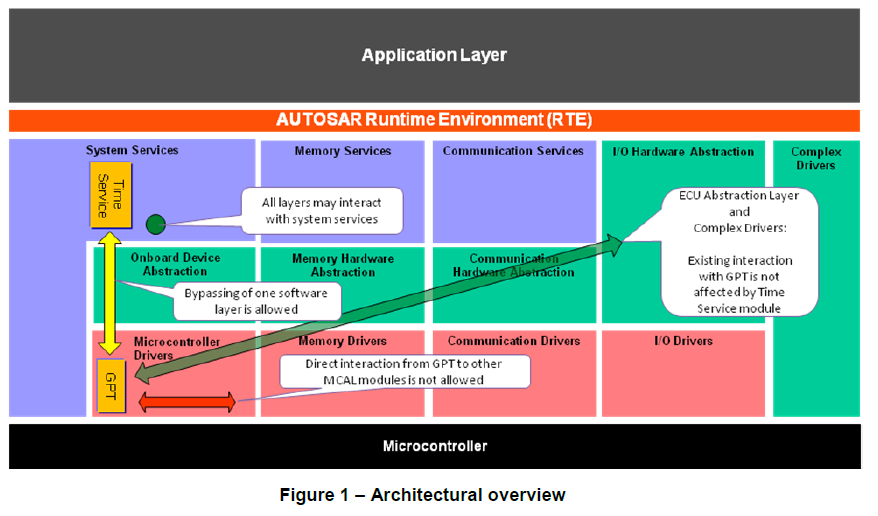 Application Layer
AUTOSAR Runtime Environment (RTE)
System Services
Memory Services
Communication Services
I/O Hardware Abstraction
Complex
Drivers
Time
Service
All layers may interact
with system services
ECU Abstraction Layer
and
Complex Drivers:
Existing interaction
with GPT is not
affected by Time
Service module
Onboard Device
Abstraction
Memory Hardware
Abstraction
Communication
Hardware Abstraction
Bypassing of one software
layer is allowed
Microcontroller
Drivers
Memory Drivers
Communication Drivers
I/O Drivers
GPT
Direct interaction from GPT to other
MCAL modules is not allowed
Microcontroller
Figure 1 – Architectural overview